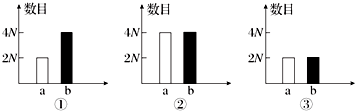 数目 数目 数目
4N 4N 4N
2N 2N 2N
a b a b a b
① ② ③